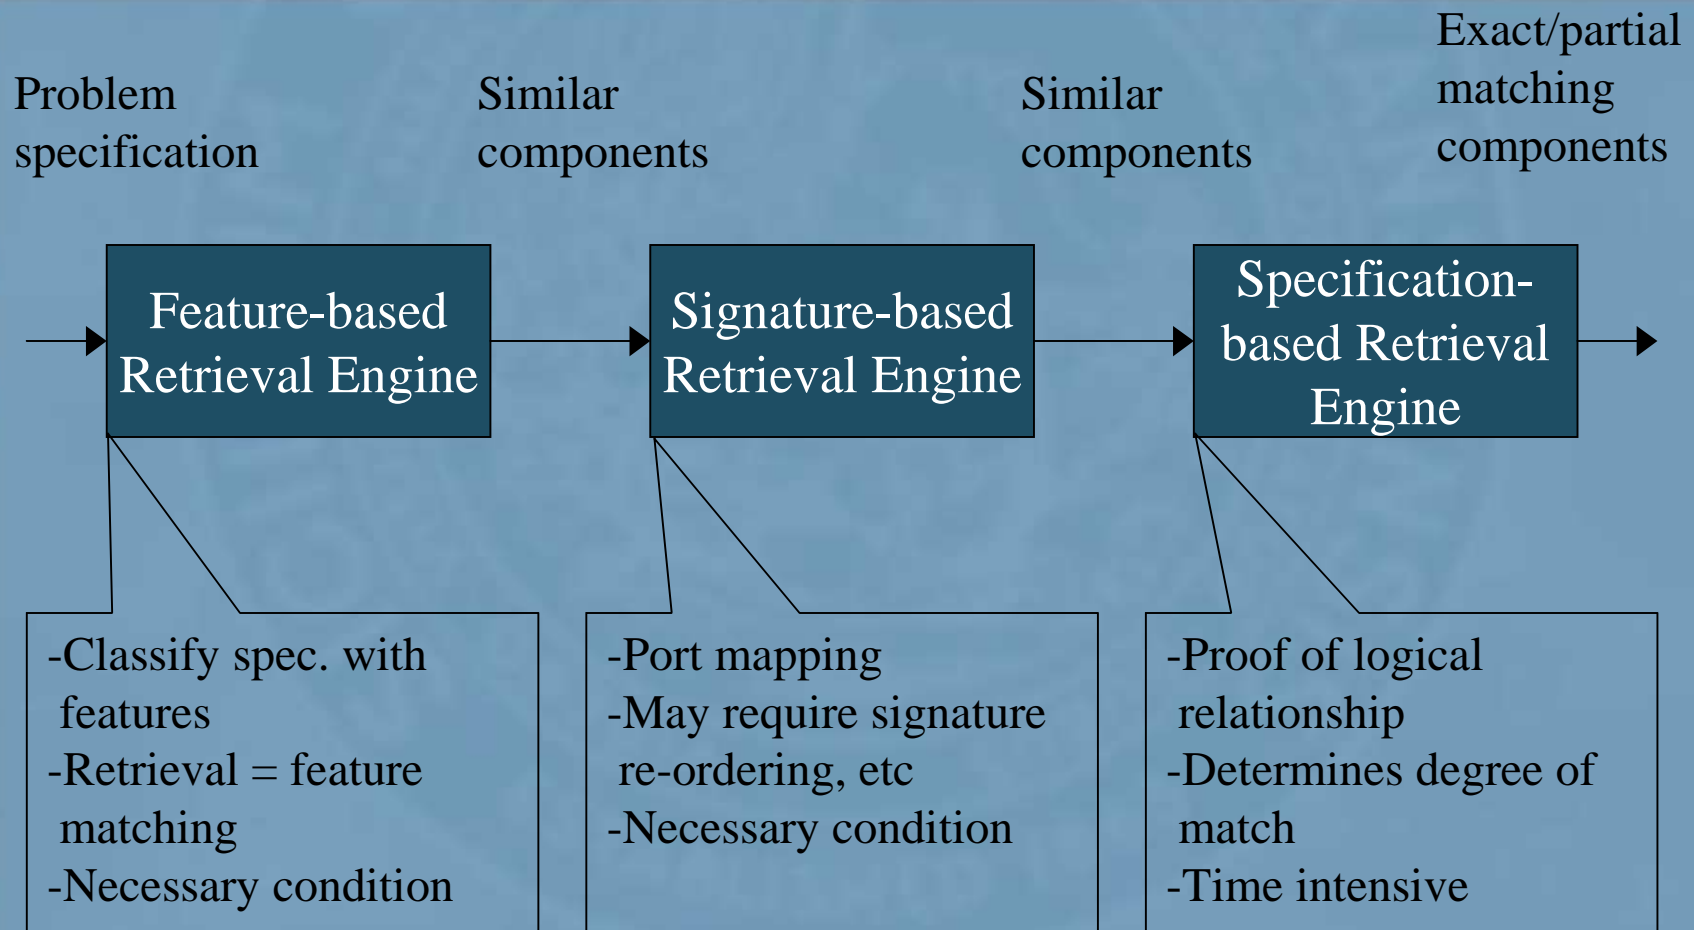 Problem
specification
Similar
components
Similar
components
Exact/partial
matching
components
Feature-based
Retrieval Engine
Signature-based
Retrieval Engine
Specification-
based Retrieval
Engine
-Classify spec. with
features
-Retrieval = feature
matching
-Necessary condition
-Port mapping
-May require signature
re-ordering, etc
-Necessary condition
-Proof of logical
relationship
-Determines degree of
match
-Time intensive